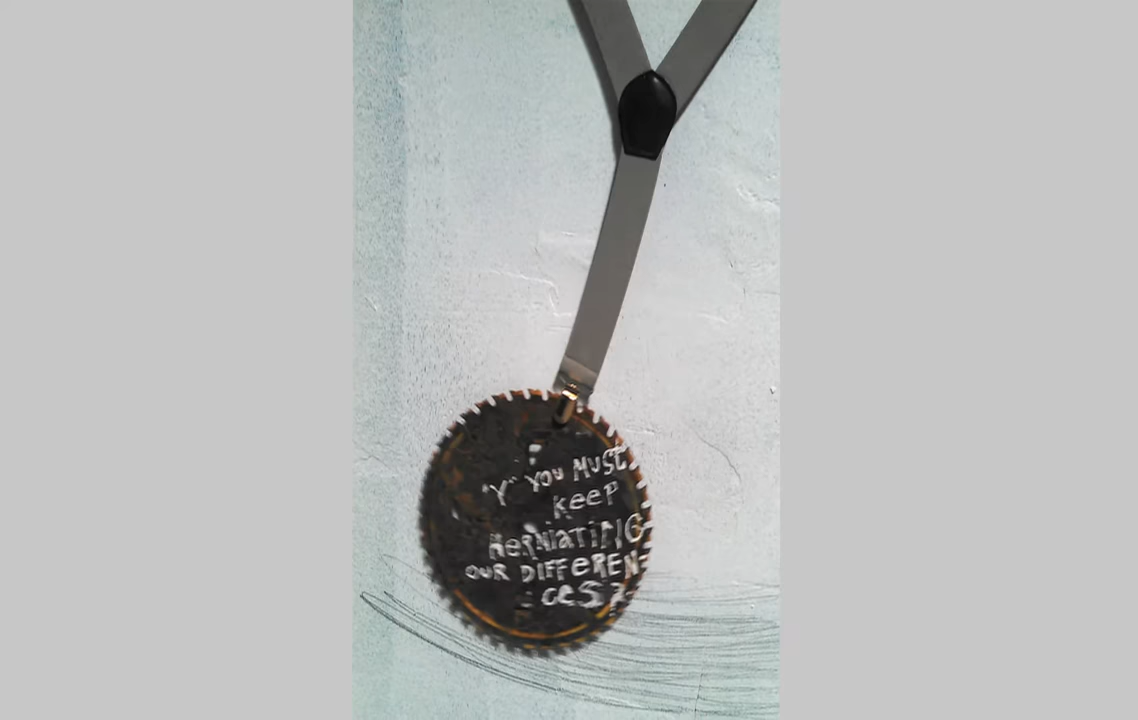 "Y" YOU MUST
KeeP
HeRNiaTiNG
OUR DIFFeReN-
ceS?